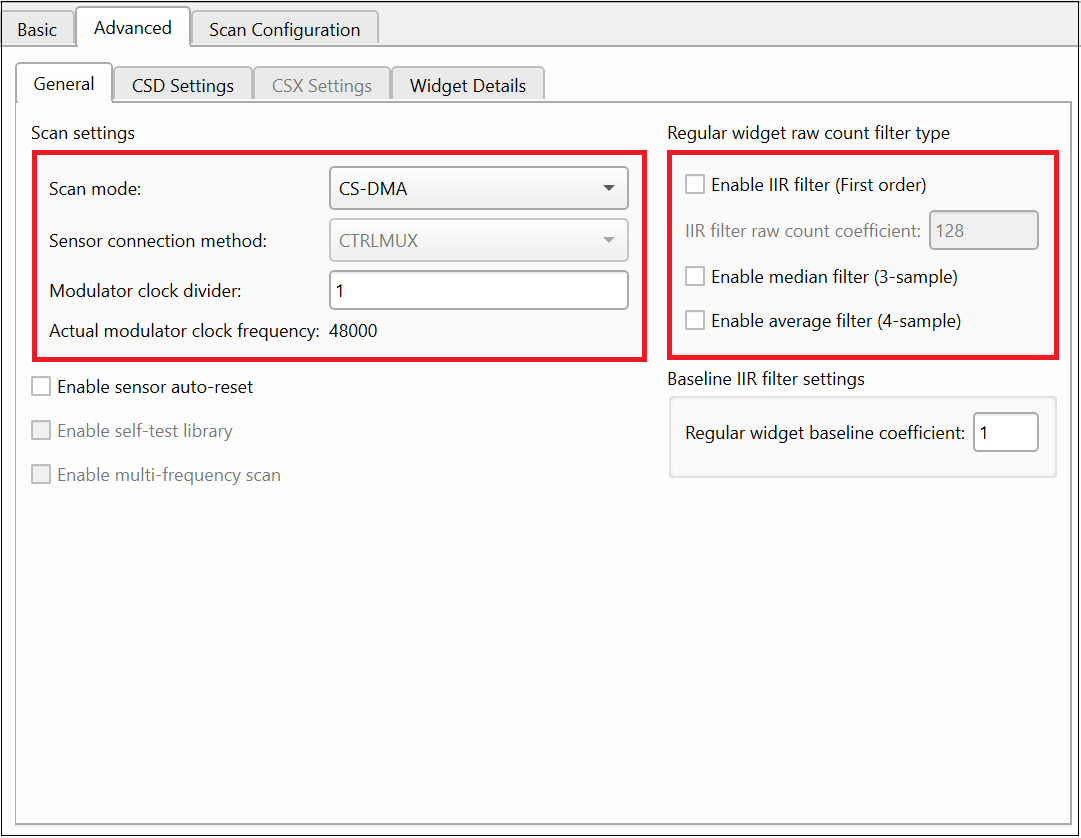 Basic
Advanced
Scan Configuration
General
CSD Settings
CSX Settings
Widget Details
Scan settings
Scan mode:
CS-DMA
Sensor connection method:
CTRLMUX
Modulator clock divider:
1
Actual modulator clock frequency: 48000
Enable sensor auto-reset
Enable self-test library
Enable multi-frequency scan
Regular widget raw count filter type
Enable IIR filter (First order)
IIR filter raw count coefficient:
128
Enable median filter (3-sample)
Enable average filter (4-sample)
Baseline IIR filter settings
Regular widget baseline coefficient:
1